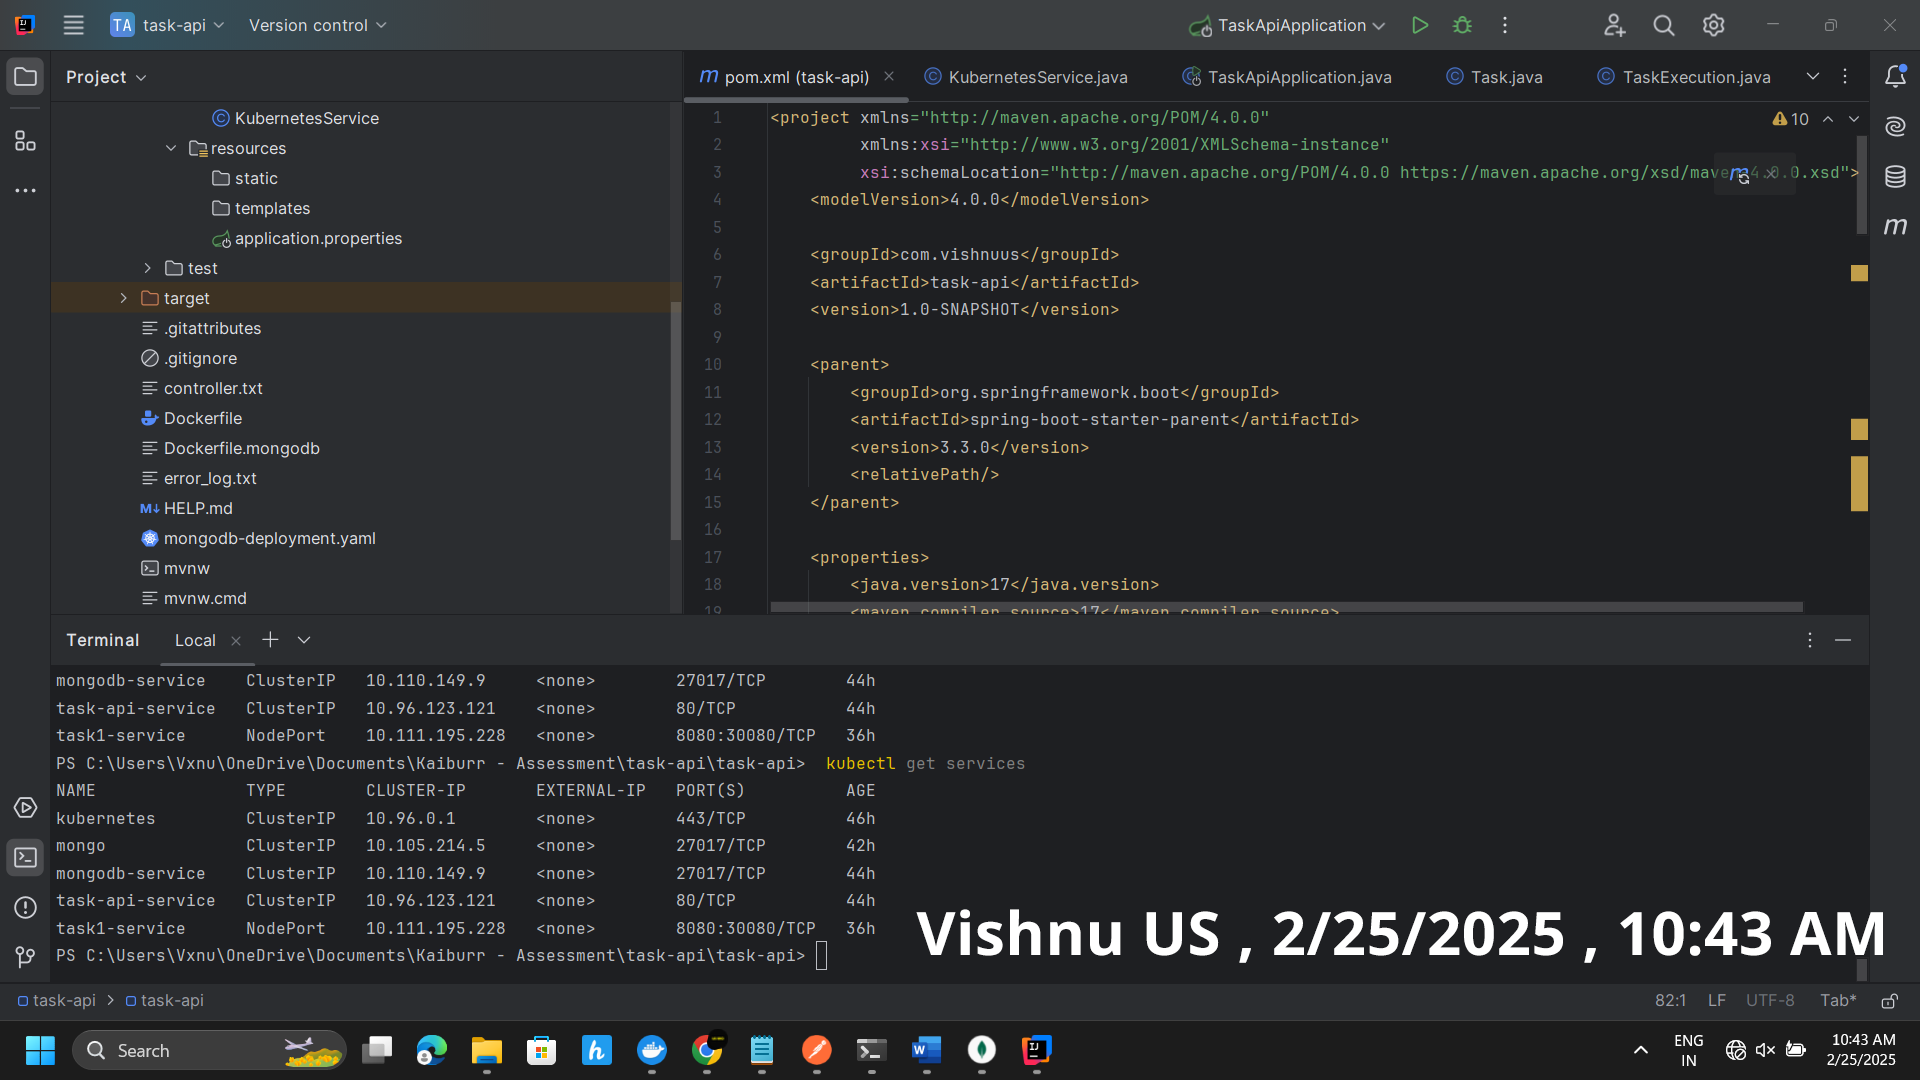 TA task-api Version control TaskApiApplication
Project
pom.xml (task-api) KubernetesService.java TaskApiApplication.java Task.java TaskExecution.java
KubernetesService
resources
static
templates
application.properties
test
target
.gitattributes
.gitignore
controller.txt
Dockerfile
Dockerfile.mongodb
error_log.txt
HELP.md
mongodb-deployment.yaml
mvnw
mvnw.cmd
10
1 <project xmlns="http://maven.apache.org/POM/4.0.0"
2 xmlns:xsi="http://www.w3.org/2001/XMLSchema-instance"
3 xsi:schemaLocation="http://maven.apache.org/POM/4.0.0 https://maven.apache.org/xsd/maven-4.0.0.xsd">
4 <modelVersion>4.0.0</modelVersion>
5
6 <groupId>com.vishnuus</groupId>
7 <artifactId>task-api</artifactId>
8 <version>1.0-SNAPSHOT</version>
9
10 <parent>
11 <groupId>org.springframework.boot</groupId>
12 <artifactId>spring-boot-starter-parent</artifactId>
13 <version>3.3.0</version>
14 <relativePath/>
15 </parent>
16
17 <properties>
18 <java.version>17</java.version>
19 <maven.compiler.source>17</maven.compiler.source>
Terminal Local
mongodb-service ClusterIP 10.110.149.9 <none> 27017/TCP 44h
task-api-service ClusterIP 10.96.123.121 <none> 80/TCP 44h
task1-service NodePort 10.111.195.228 <none> 8080:30080/TCP 36h
PS C:\Users\Vxnu\OneDrive\Documents\Kaiburr - Assessment\task-api\task-api> kubectl get services
NAME TYPE CLUSTER-IP EXTERNAL-IP PORT(S) AGE
kubernetes ClusterIP 10.96.0.1 <none> 443/TCP 46h
mongo ClusterIP 10.105.214.5 <none> 27017/TCP 42h
mongodb-service ClusterIP 10.110.149.9 <none> 27017/TCP 44h
task-api-service ClusterIP 10.96.123.121 <none> 80/TCP 44h
task1-service NodePort 10.111.195.228 <none> 8080:30080/TCP 36h
PS C:\Users\Vxnu\OneDrive\Documents\Kaiburr - Assessment\task-api\task-api>
Vishnu US , 2/25/2025 , 10:43 AM
task-api > task-api 82:1 LF UTF-8 Tab*
Search
ENG
IN
10:43 AM
2/25/2025